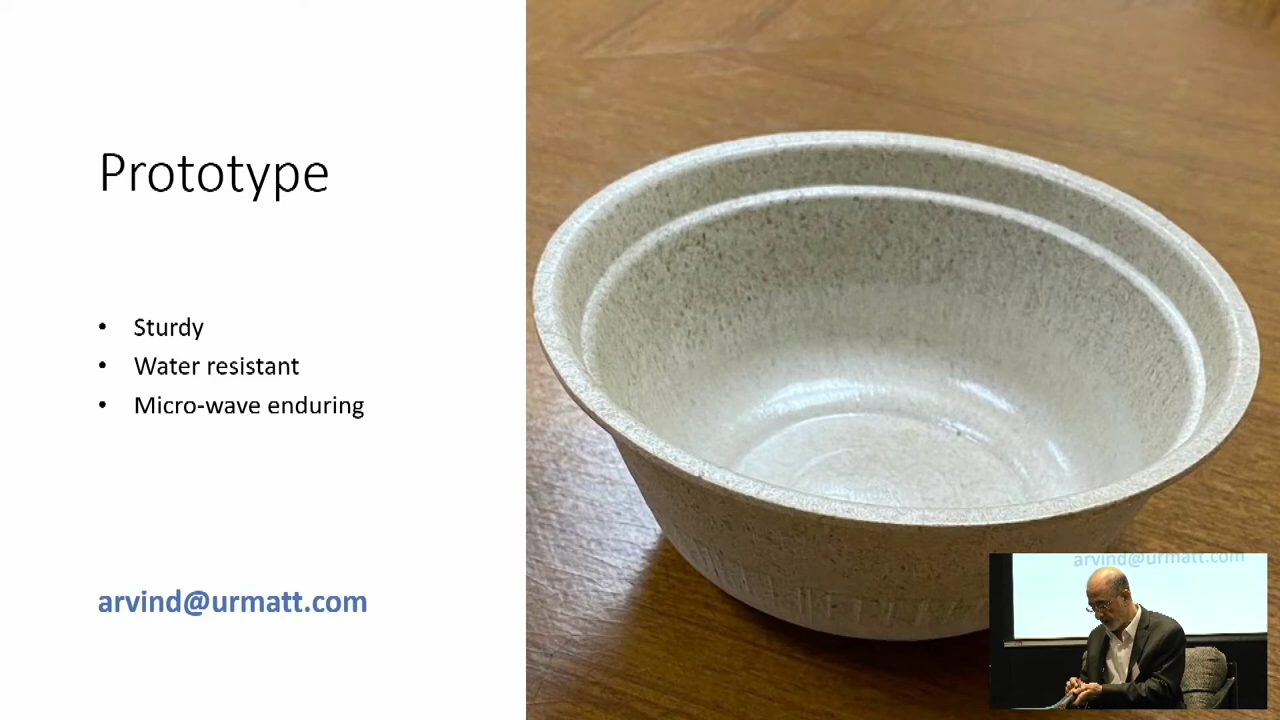 Prototype
• Sturdy
• Water resistant
• Micro-wave enduring
arvind@urmatt.com
arvind@urmatt.com